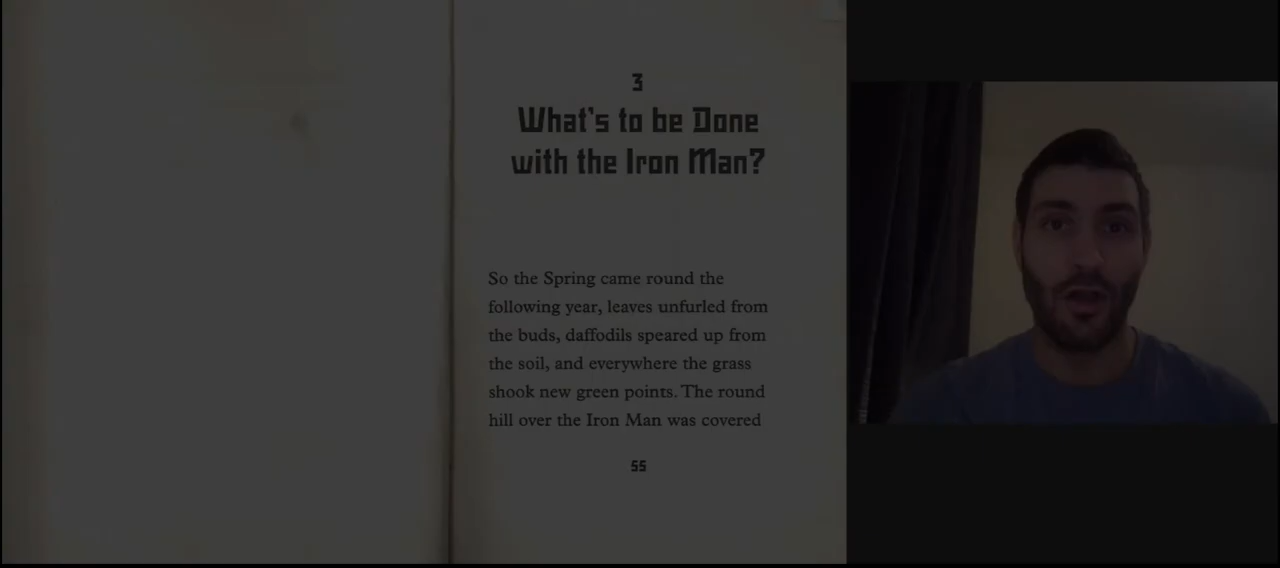 3
What's to be Done
with the Iron Man?
So the Spring came round the
following year, leaves unfurled from
the buds, daffodils speared up from
the soil, and everywhere the grass
shook new green points. The round
hill over the Iron Man was covered
55